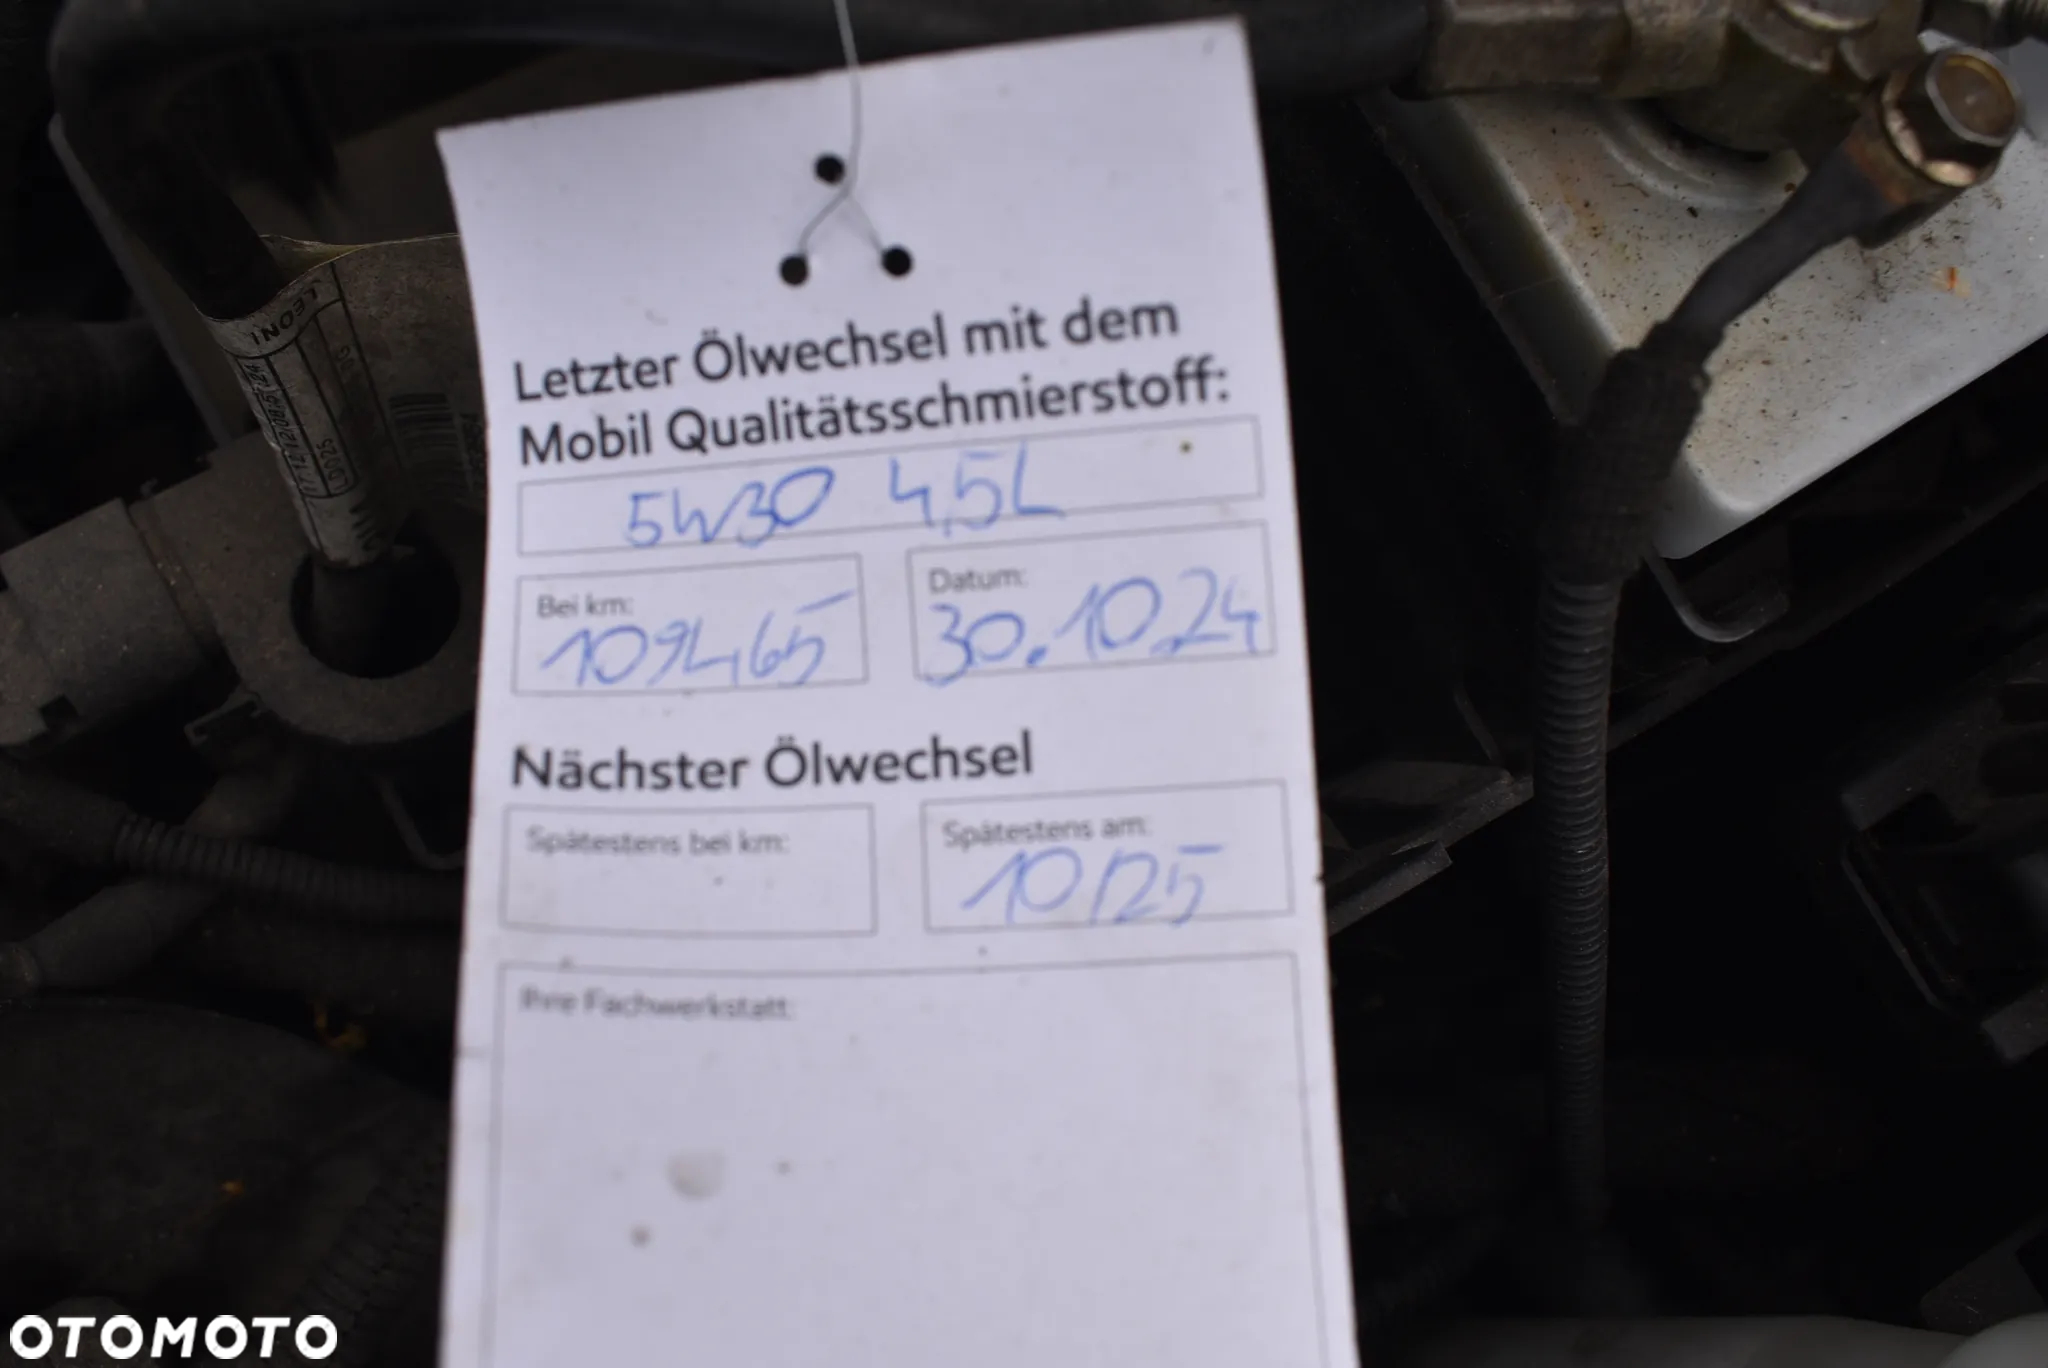 Letzter Ölwechsel mit dem
Mobil Qualitätsschmierstoff:
5W30 4,5L
Bei km:
109465
Datum:
30.10.24
Nächster Ölwechsel
Spätestens bei km:
Spätestens am:
10/25
Ihre Fachwerkstatt:
LEONI
OTOMOTO